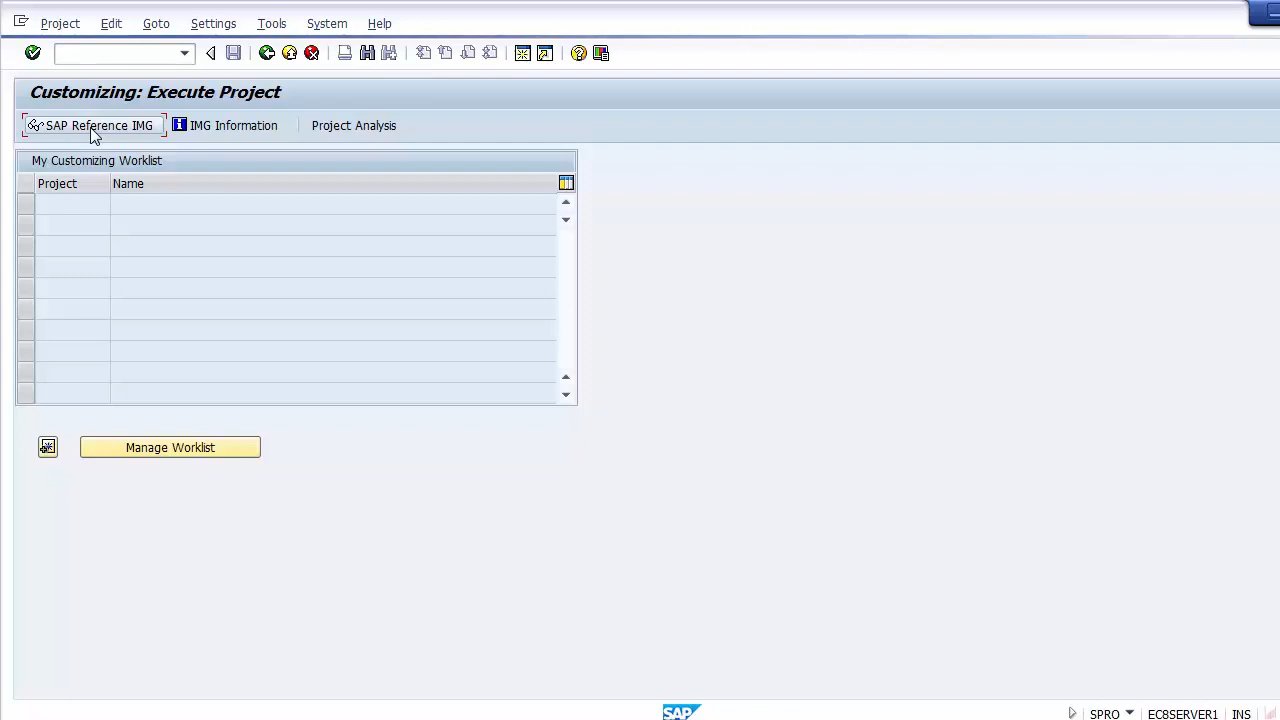 Project Edit Goto Settings Tools System Help
Customizing: Execute Project
SAP Reference IMG IMG Information Project Analysis
My Customizing Worklist
Project Name
Manage Worklist
SAP SPRO EC8SERVER1 INS